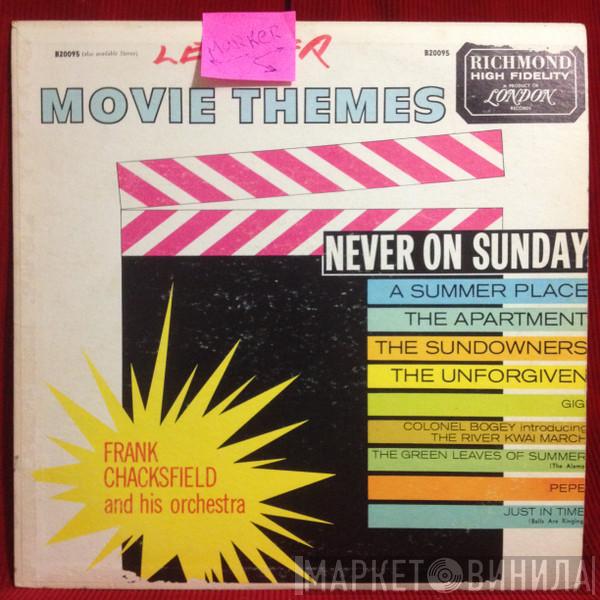 B20095 (also available Stereo)
B20095
MARKER
RICHMOND
HIGH FIDELITY
A PRODUCT OF
LONDON
RECORDS
MOVIE THEMES
NEVER ON SUNDAY
A SUMMER PLACE
THE APARTMENT
THE SUNDOWNERS
THE UNFORGIVEN
GIGI
COLONEL BOGEY introducing
THE RIVER KWAI MARCH
THE GREEN LEAVES OF SUMMER
(The Alamo)
PEPE
JUST IN TIME
(Bells Are Ringing)
FRANK
CHACKSFIELD
and his orchestra
МАРКЕТ ВИНИЛА